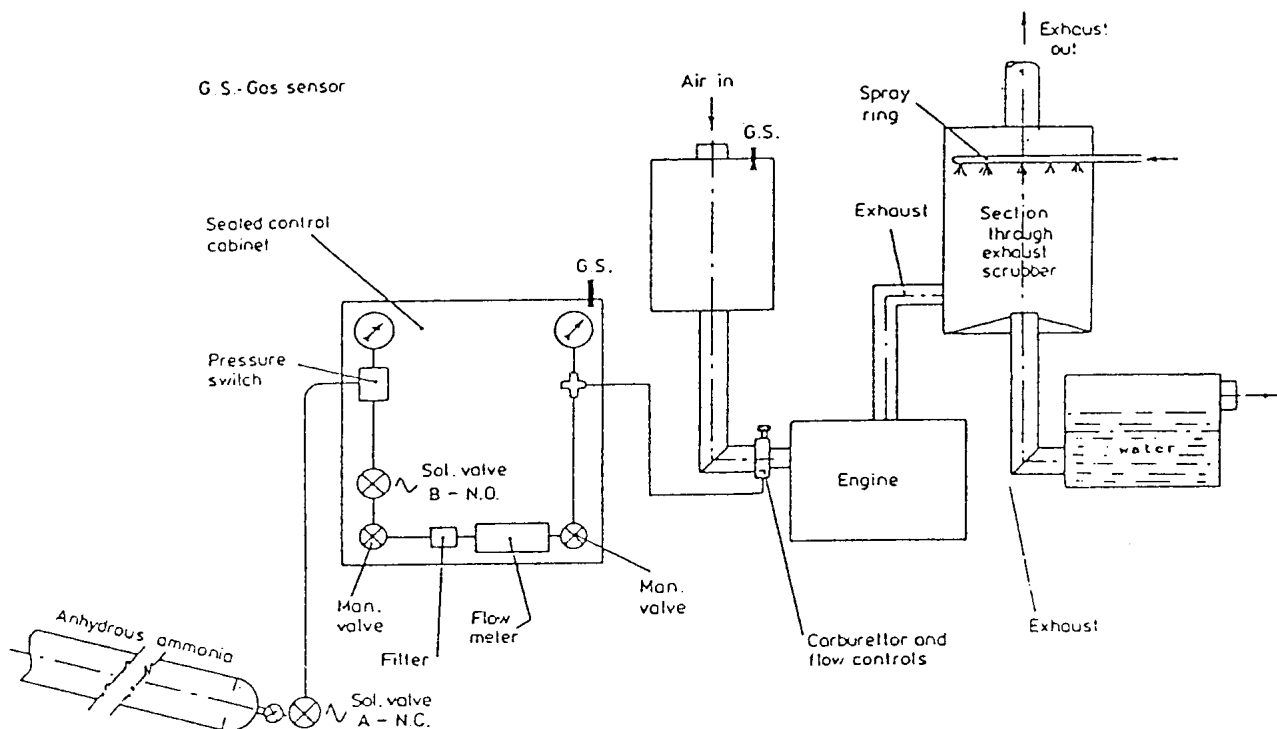 G.S.-Gas sensor
Air in
G.S.
Exhaust
out
Spray
ring
Exhaust
Section
through
exhaust
scrubber
Sealed control
cabinet
G.S.
Pressure
switch
Sol. valve
B - N.O.
Engine
water
Man.
valve
Filter
Flow
meter
Man.
valve
Carburettor and
flow controls
Exhaust
Anhydrous ammonia
Sol. valve
A - N.C.